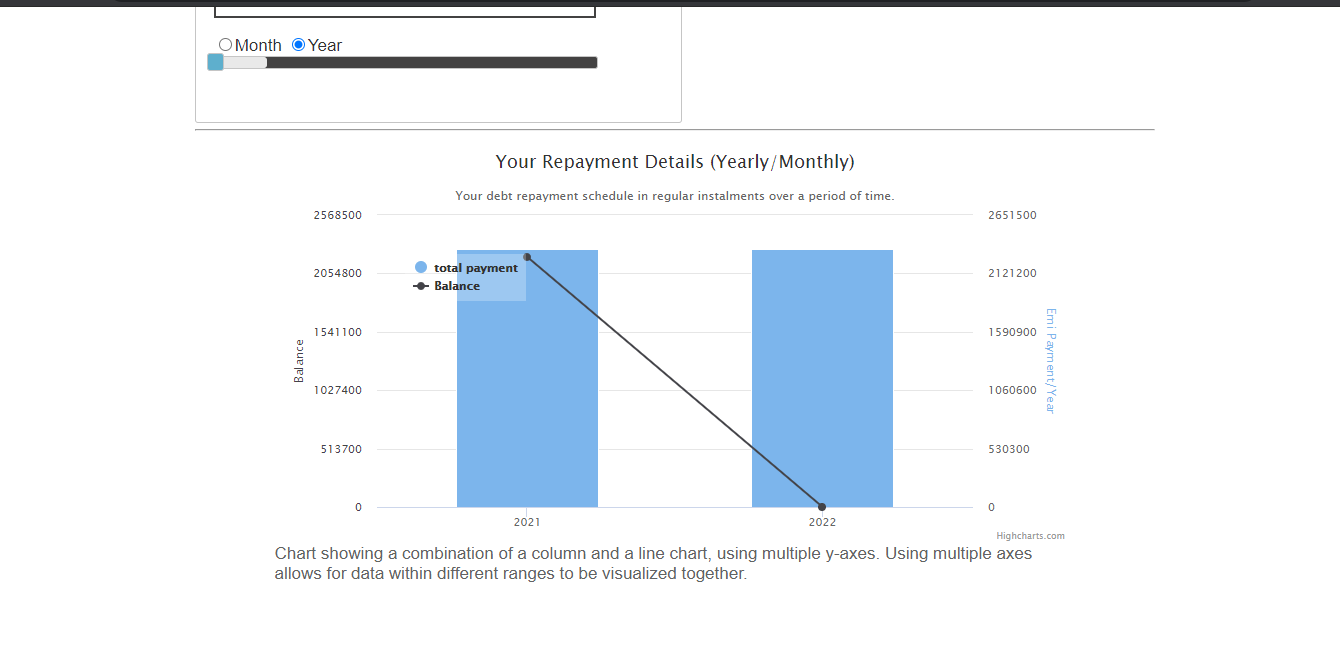 Month Year
Your Repayment Details (Yearly/Monthly)
Your debt repayment schedule in regular instalments over a period of time.
2568500
2054800
1541100
1027400
513700
0
Balance
total payment
Balance
2651500
2121200
1590900
1060600
530300
0
Emi Payment/Year
2021
2022
Highcharts.com
Chart showing a combination of a column and a line chart, using multiple y-axes. Using multiple axes
allows for data within different ranges to be visualized together.